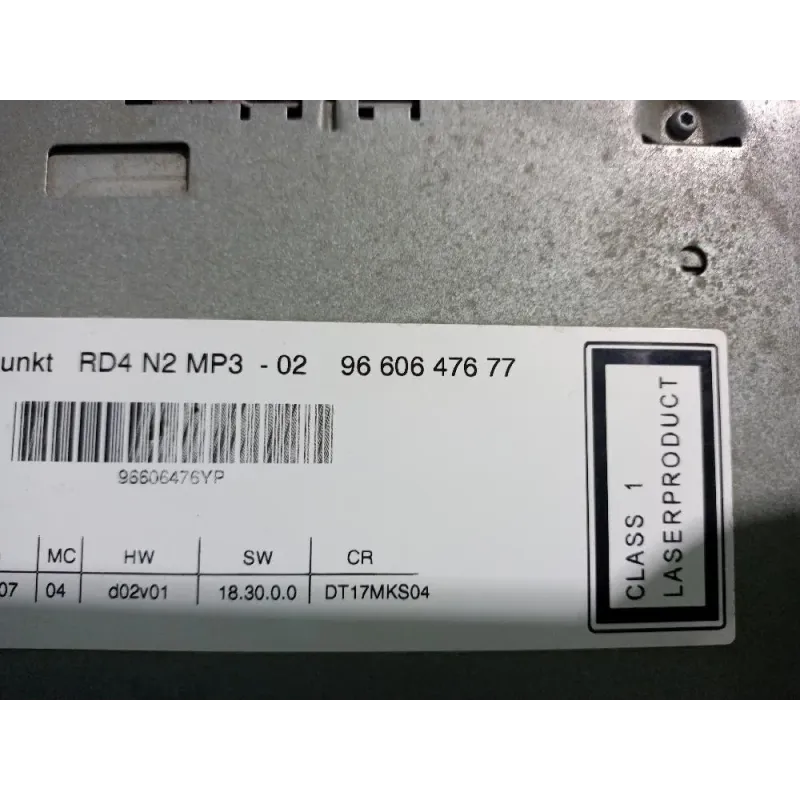 unkt RD4 N2 MP3 - 02 96 606 476 77
96606476YP
MC HW SW CR
07 04 d02v01 18.30.0.0 DT17MKS04
CLASS 1
LASERPRODUCT